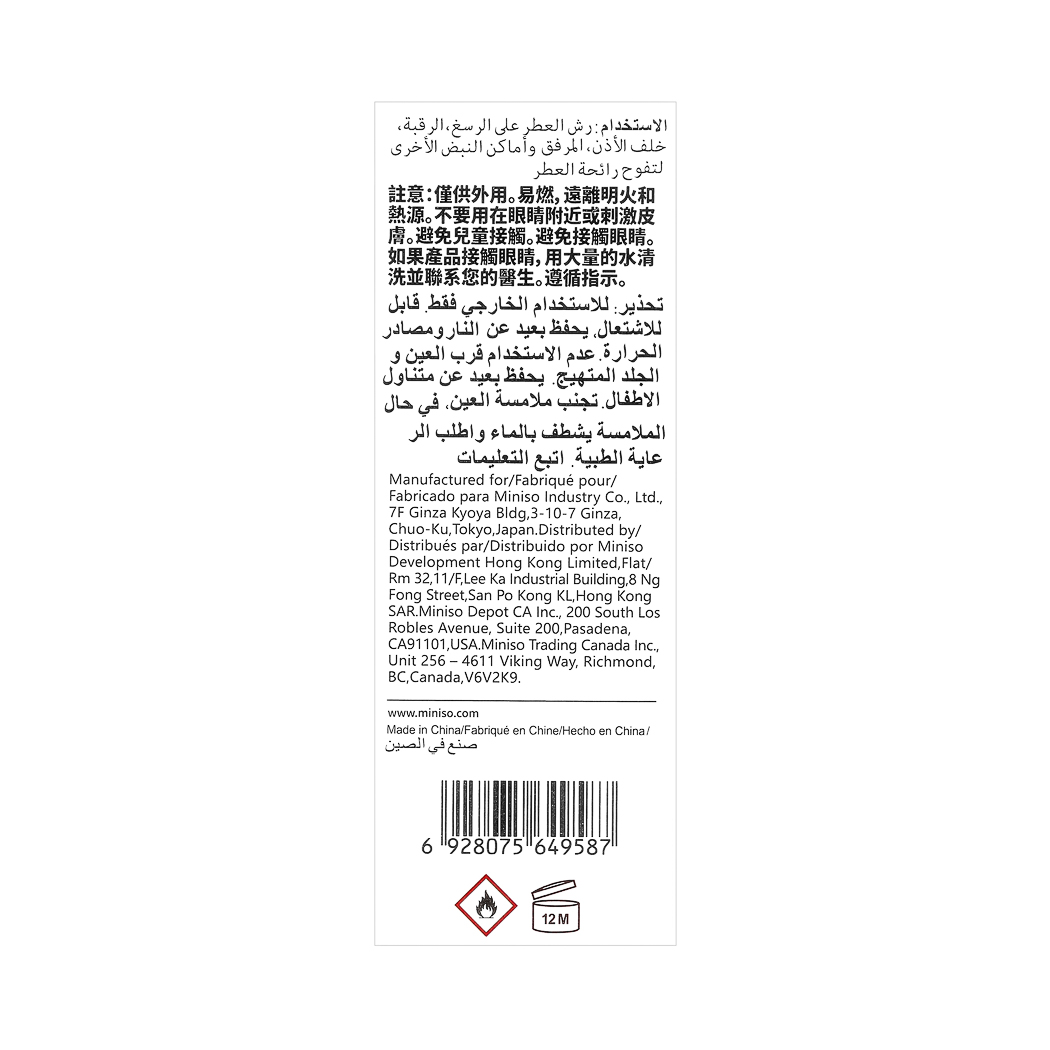 الاستخدام: رش العطر على الرسغ، الرقبة،
خلف الأذن، المرفق وأماكن النبض الأخرى
لتفوح رائحة العطر
註意：僅供外用。易燃，遠離明火和
熱源。不要用在眼睛附近或刺激皮
膚。避免兒童接觸。避免接觸眼睛。
如果產品接觸眼睛，用大量的水清
洗並聯系您的醫生。遵循指示。
تحذير: للاستخدام الخارجي فقط. قابل
للاشتعال، يحفظ بعيد عن النار ومصادر
الحرارة. عدم الاستخدام قرب العين و
الجلد المتهيج. يحفظ بعيد عن متناول
الاطفال. تجنب ملامسة العين، في حال
الملامسة يشطف بالماء واطلب الر
عاية الطبية. اتبع التعليمات
Manufactured for/Fabriqué pour/
Fabricado para Miniso Industry Co., Ltd.,
7F Ginza Kyoya Bldg,3-10-7 Ginza,
Chuo-Ku,Tokyo,Japan.Distributed by/
Distribués par/Distribuido por Miniso
Development Hong Kong Limited,Flat/
Rm 32,11/F,Lee Ka Industrial Building,8 Ng
Fong Street,San Po Kong KL,Hong Kong
SAR.Miniso Depot CA Inc., 200 South Los
Robles Avenue, Suite 200,Pasadena,
CA91101,USA.Miniso Trading Canada Inc.,
Unit 256 – 4611 Viking Way, Richmond,
BC,Canada,V6V2K9.
www.miniso.com
Made in China/Fabriqué en Chine/Hecho en China/
صنع في الصين
6 928075 649587
12M